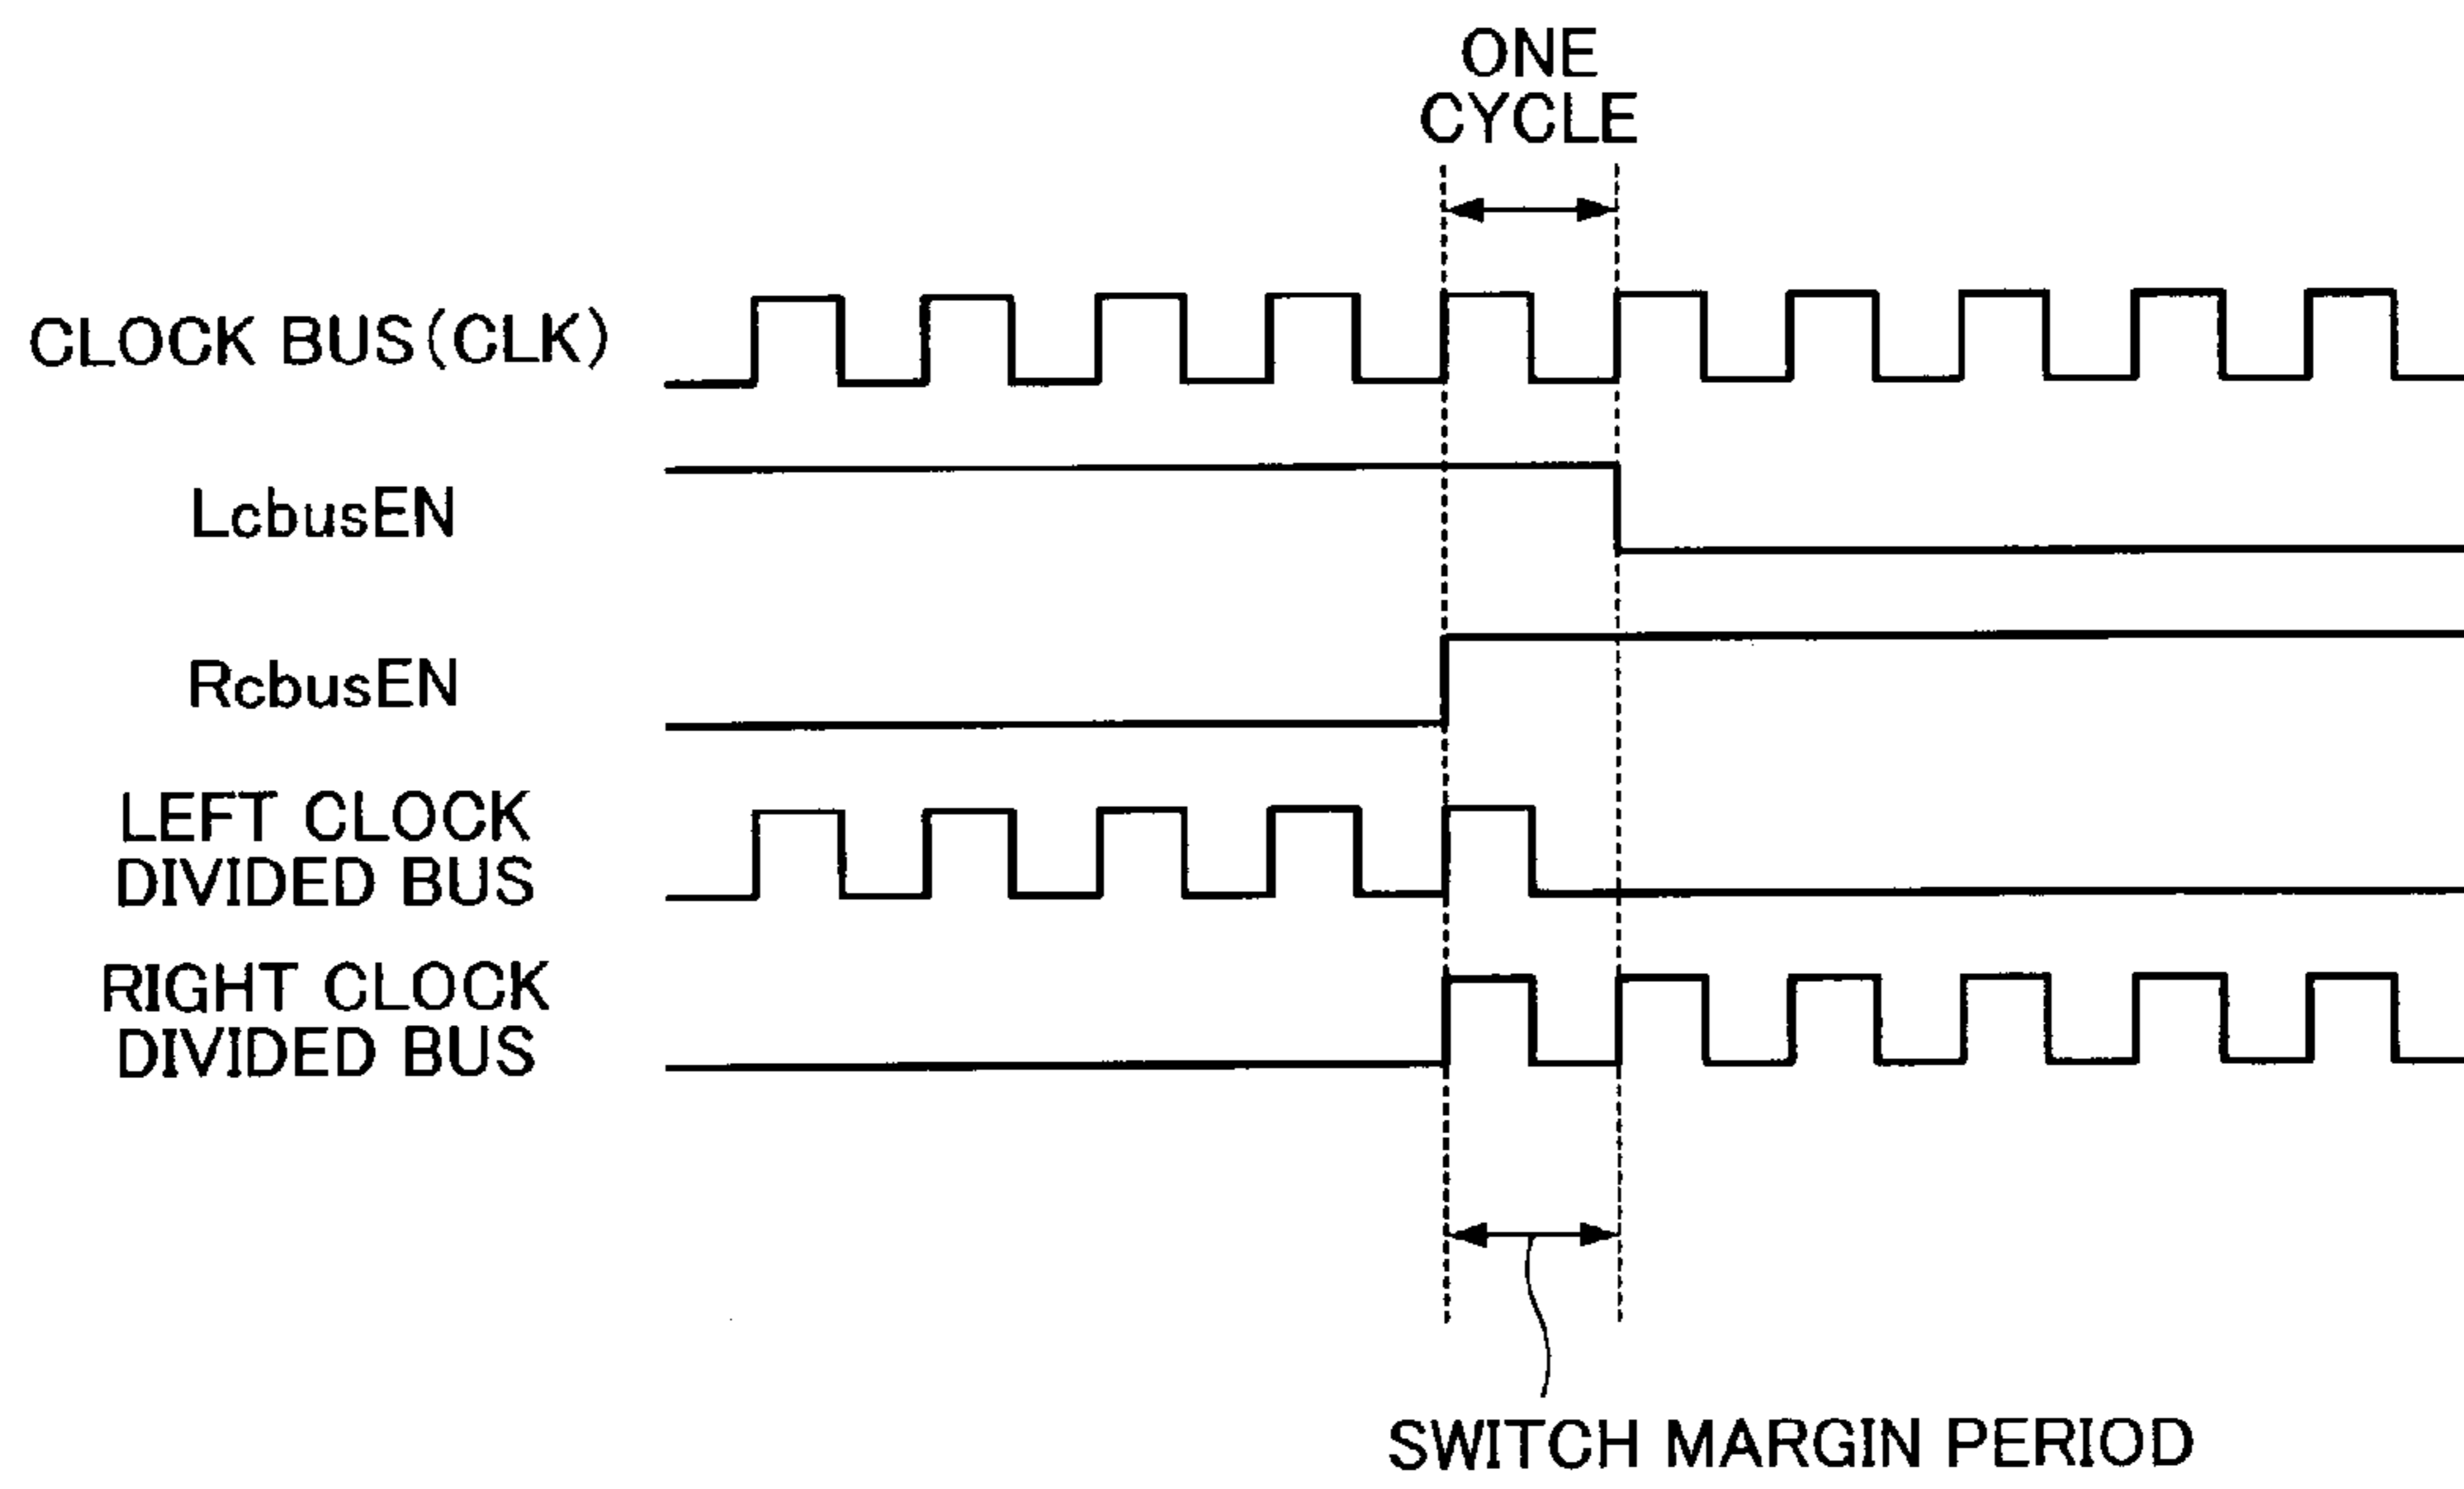 ONE
CYCLE
CLOCK BUS(CLK)
LcbusEN
RcbusEN
LEFT CLOCK
DIVIDED BUS
RIGHT CLOCK
DIVIDED BUS
SWITCH MARGIN PERIOD